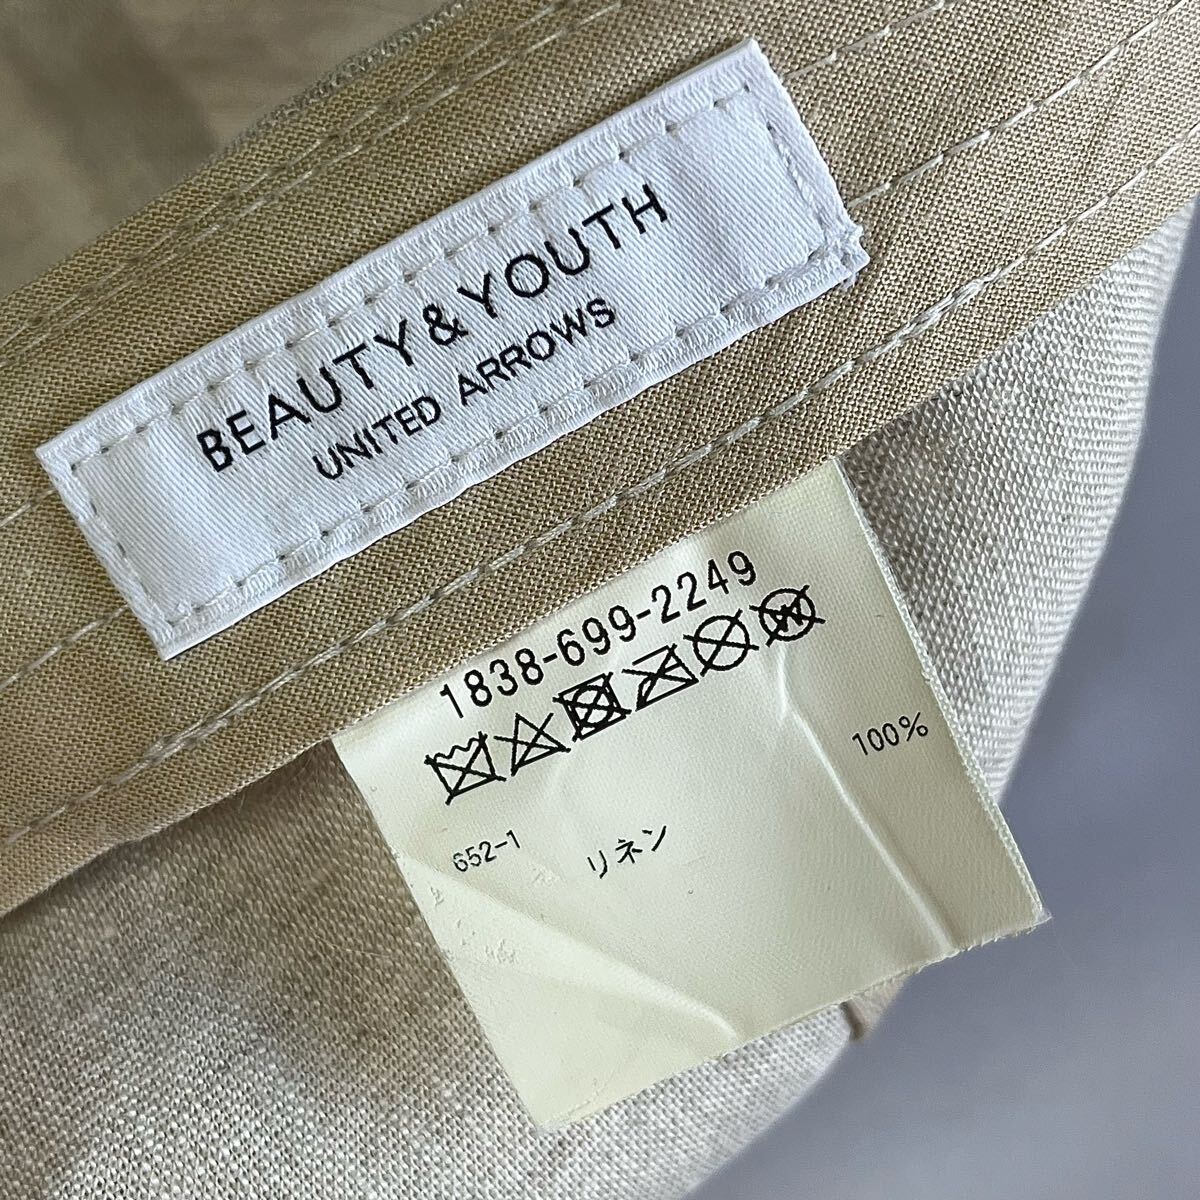 BEAUTY&YOUTH
UNITED ARROWS
1838-699-2249
652-1 リネン 100%